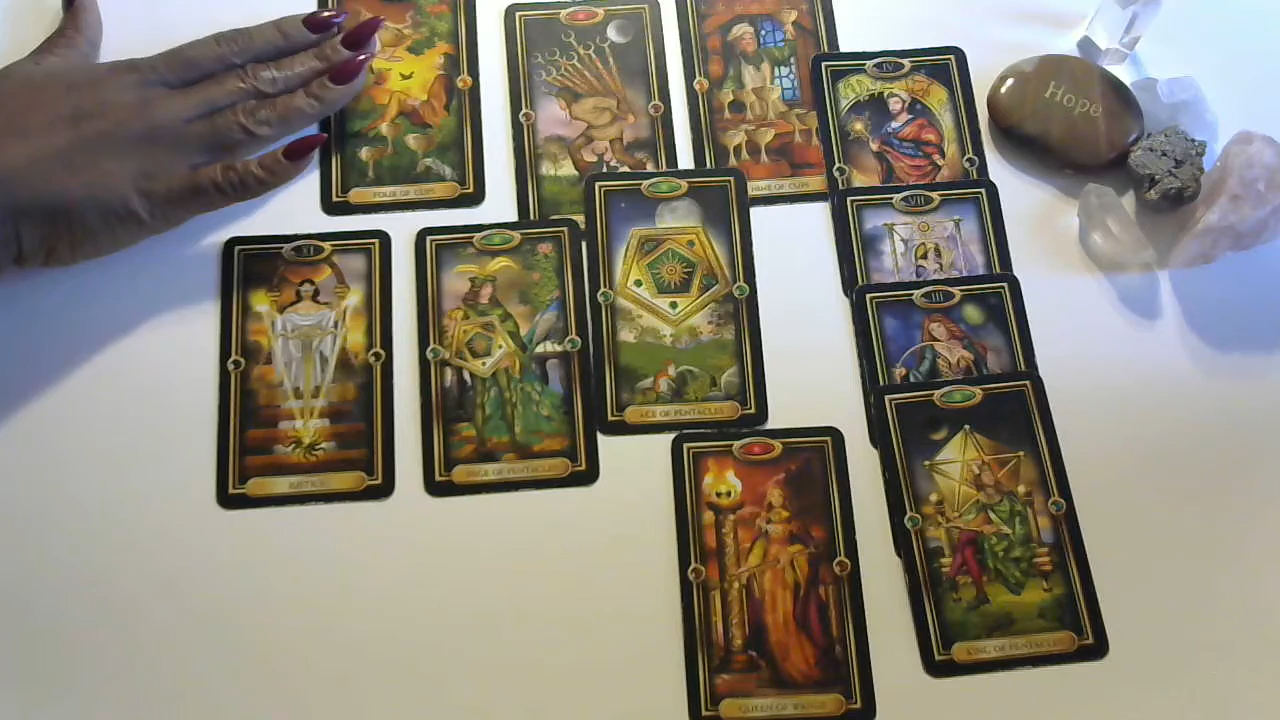 FOUR OF CUPS
NINE OF CUPS
IV
Hope
VII
III
XI
JUSTICE
PAGE OF PENTACLES
ACE OF PENTACLES
KING OF PENTACLES
QUEEN OF WANDS